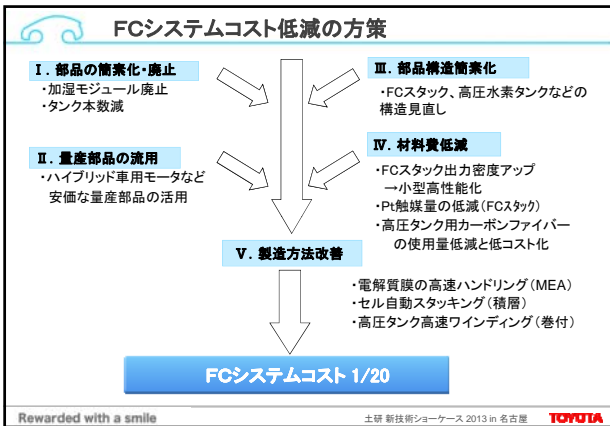 FCシステムコスト低減の方策
Ⅰ. 部品の簡素化・廃止
・加湿モジュール廃止
・タンク本数減
Ⅱ. 量産部品の流用
・ハイブリッド車用モータなど
安価な量産部品の活用
Ⅲ. 部品構造簡素化
・FCスタック、高圧水素タンクなどの
構造見直し
Ⅳ. 材料費低減
・FCスタック出力密度アップ
→小型高性能化
・Pt触媒量の低減(FCスタック)
・高圧タンク用カーボンファイバー
の使用量低減と低コスト化
Ⅴ. 製造方法改善
・電解質膜の高速ハンドリング(MEA)
・セル自動スタッキング(積層)
・高圧タンク高速ワインディング(巻付)
FCシステムコスト 1/20
Rewarded with a smile
土研 新技術ショーケース 2013 in 名古屋
TOYOTA